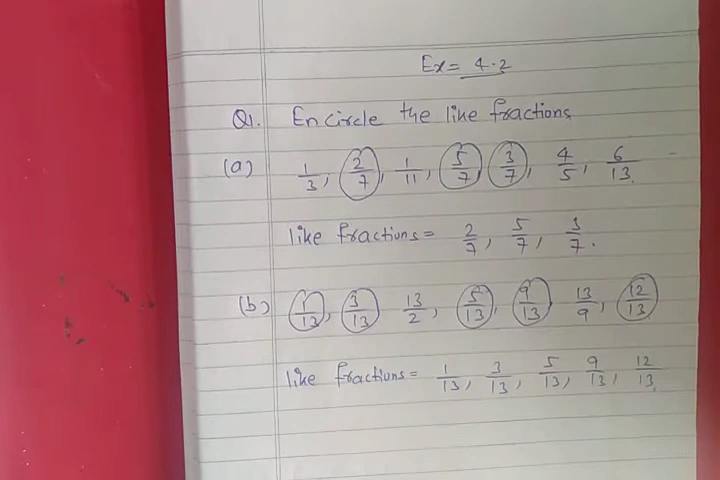 Ex = 4.2
Q1. Encircle the like fractions
(a) 1/3, 2/7, 1/11, 5/7, 3/7, 4/5, 6/13.
like fractions = 2/7, 5/7, 3/7.
(b) 1/13, 3/13 13/2, 5/13, 9/13, 13/9, 12/13
like fractions = 1/13, 3/13, 5/13, 9/13, 12/13.